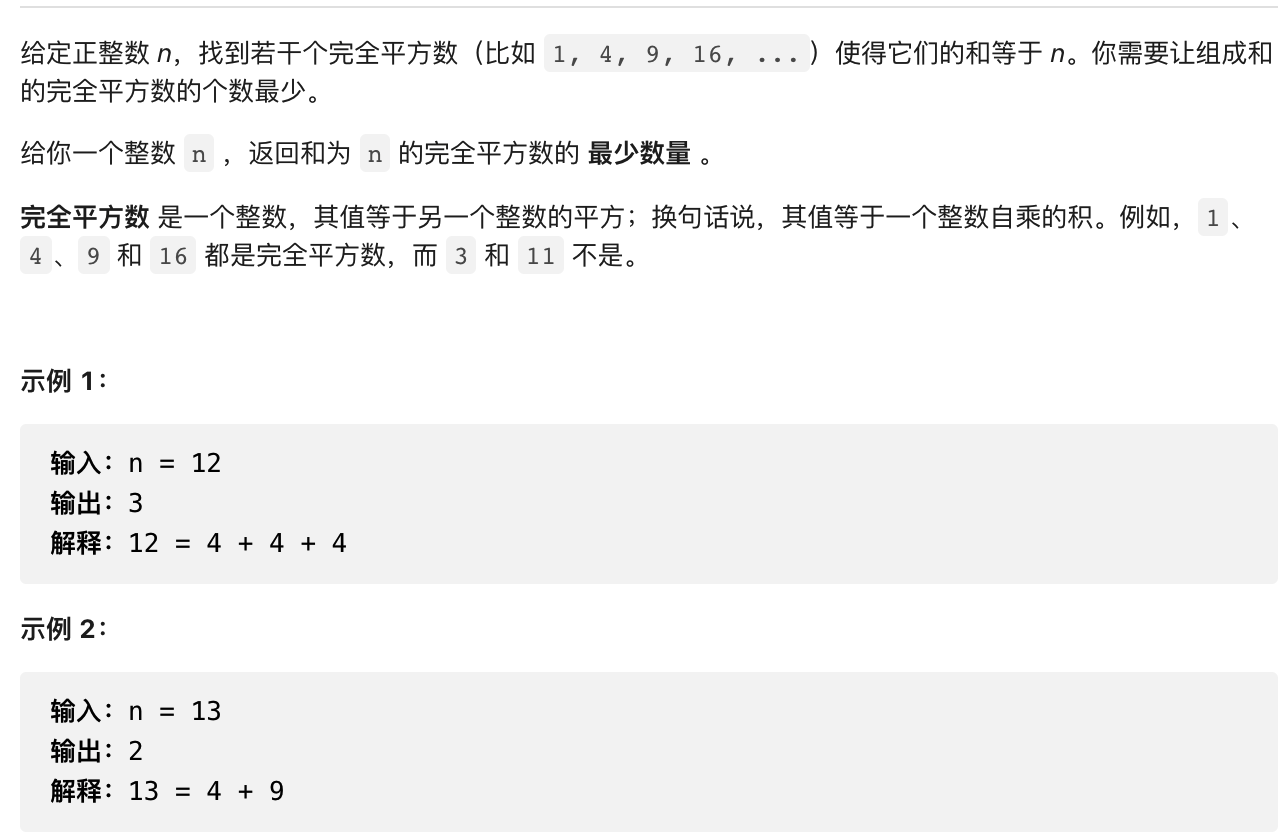 给定正整数 n，找到若干个完全平方数（比如 1, 4, 9, 16, ...）使得它们的和等于 n。你需要让组成和
的完全平方数的个数最少。
给你一个整数 n ，返回和为 n 的完全平方数的 最少数量 。
完全平方数 是一个整数，其值等于另一个整数的平方；换句话说，其值等于一个整数自乘的积。例如，1、
4、9 和 16 都是完全平方数，而 3 和 11 不是。
示例 1：
输入：n = 12
输出：3
解释：12 = 4 + 4 + 4
示例 2：
输入：n = 13
输出：2
解释：13 = 4 + 9